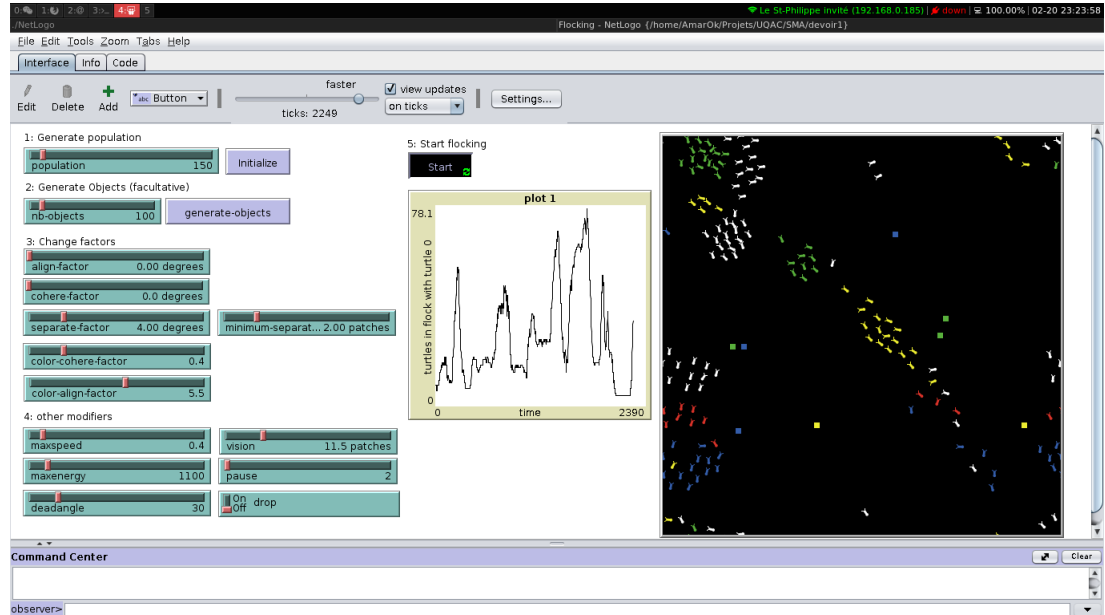 0: 1: 2:@ 3:>_ 4: 5 Le St-Philippe invité (192.168.0.185) | down | 100.00% | 02-20 23:23:58
./NetLogo Flocking - NetLogo {/home/AmarOk/Projets/UQAC/SMA/devoir1}
File Edit Tools Zoom Tabs Help
Interface Info Code
Edit Delete Add abc Button faster view updates on ticks Settings...
ticks: 2249
1: Generate population
population 150 Initialize
2: Generate Objects (facultative)
nb-objects 100 generate-objects
3: Change factors
align-factor 0.00 degrees
cohere-factor 0.0 degrees
separate-factor 4.00 degrees minimum-separat... 2.00 patches
color-cohere-factor 0.4
color-align-factor 5.5
4: other modifiers
maxspeed 0.4 vision 11.5 patches
maxenergy 1100 pause 2
deadangle 30 On Off drop
5: Start flocking
Start
plot 1
78.1
turtles in flock with turtle 0
0
0 time 2390
Command Center Clear
observer>